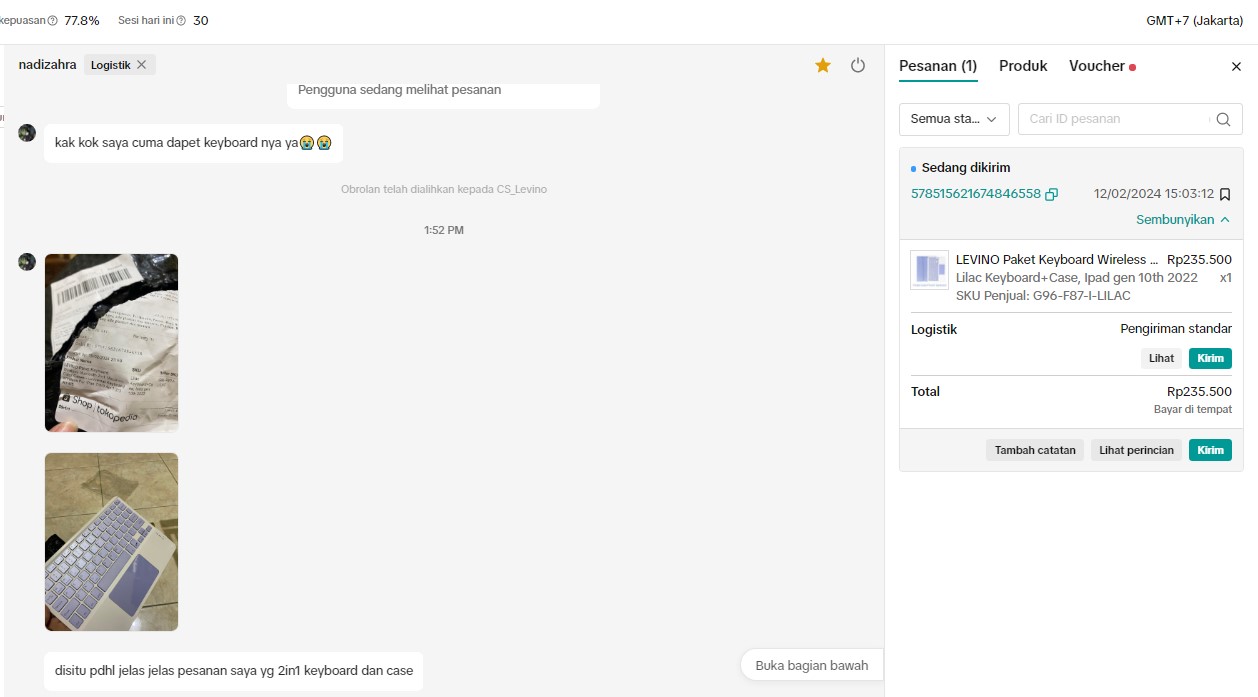 kepuasan 77.8% Sesi hari ini 30
GMT+7 (Jakarta)
nadizahra Logistik
Pengguna sedang melihat pesanan
kak kok saya cuma dapet keyboard nya ya😭😭
Obrolan telah dialihkan kepada CS_Levino
1:52 PM
Shop | tokopedia
disitu pdhl jelas jelas pesanan saya yg 2in1 keyboard dan case
Buka bagian bawah
Pesanan (1) Produk Voucher
Semua sta... Cari ID pesanan
Sedang dikirim
578515621674846558 12/02/2024 15:03:12
Sembunyikan
LEVINO Paket Keyboard Wireless ... Rp235.500
Lilac Keyboard+Case, Ipad gen 10th 2022 x1
SKU Penjual: G96-F87-I-LILAC
Logistik Pengiriman standar
Lihat Kirim
Total Rp235.500
Bayar di tempat
Tambah catatan Lihat perincian Kirim